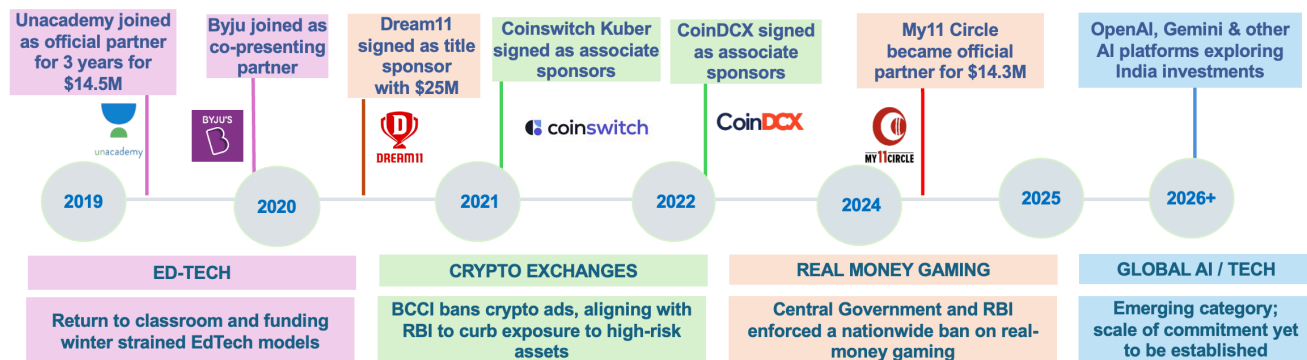 Unacademy joined
as official partner
for 3 years for
$14.5M
Byju joined as
co-presenting
partner
Dream11
signed as title
sponsor
with $25M
Coinswitch Kuber
signed as associate
sponsors
CoinDCX signed
as associate
sponsors
My11 Circle
became official
partner for $14.3M
OpenAI, Gemini & other
AI platforms exploring
India investments
unacademy
BYJU'S
DREAM11
coinswitch
CoinDCX
MY11CIRCLE
2019
2020
2021
2022
2024
2025
2026+
ED-TECH
Return to classroom and funding
winter strained EdTech models
CRYPTO EXCHANGES
BCCI bans crypto ads, aligning with
RBI to curb exposure to high-risk
assets
REAL MONEY GAMING
Central Government and RBI
enforced a nationwide ban on real-
money gaming
GLOBAL AI / TECH
Emerging category;
scale of commitment yet
to be established